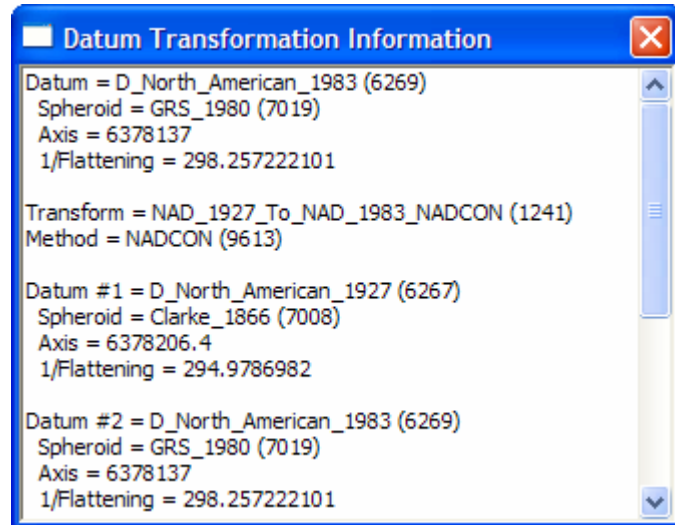 Datum Transformation Information
Datum = D_North_American_1983 (6269)
Spheroid = GRS_1980 (7019)
Axis = 6378137
1/Flattening = 298.257222101
Transform = NAD_1927_To_NAD_1983_NADCON (1241)
Method = NADCON (9613)
Datum #1 = D_North_American_1927 (6267)
Spheroid = Clarke_1866 (7008)
Axis = 6378206.4
1/Flattening = 294.9786982
Datum #2 = D_North_American_1983 (6269)
Spheroid = GRS_1980 (7019)
Axis = 6378137
1/Flattening = 298.257222101